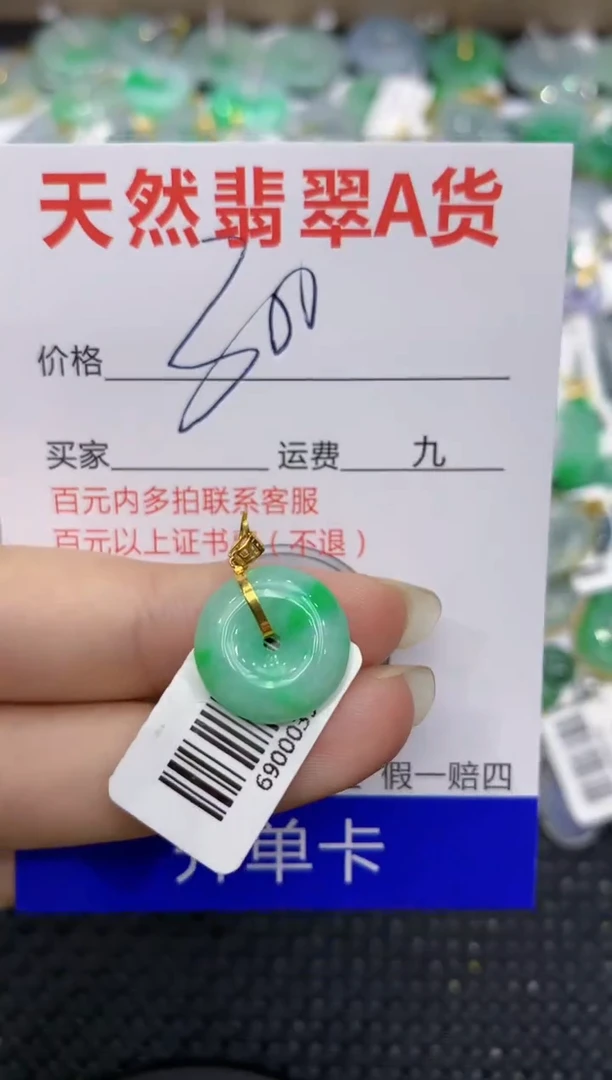 天然翡翠A货
价格
买家 运费 九
百元内多拍联系客服
百元以上证书 （不退）
690003
假一赔四
单卡